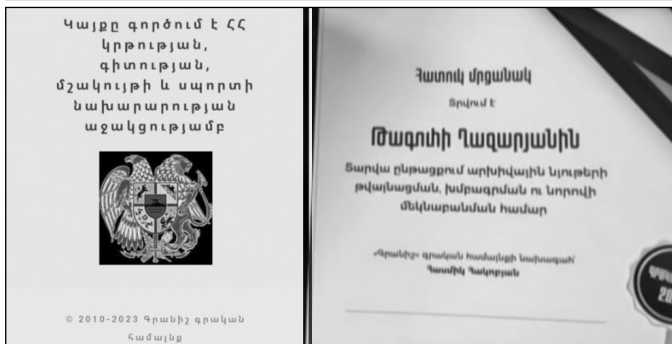 Կայքը գործում է ՀՀ
կրթության,
գիտության,
մշակույթի և սպորտի
նախարարության
աջակցությամբ
© 2010-2023 Գրանիշ գրական
համայնք
Հատուկ մրցանակ
Տրվում է
Թագուհի Ղազարյանին
Տարվա ընթացքում արխիվային նյութերի
թվայնացման, խմբագրման ու նորովի
մեկնաբանման համար
«Գրանիշ» գրական համայնքի նախագահ՝
Հասմիկ Հակոբյան